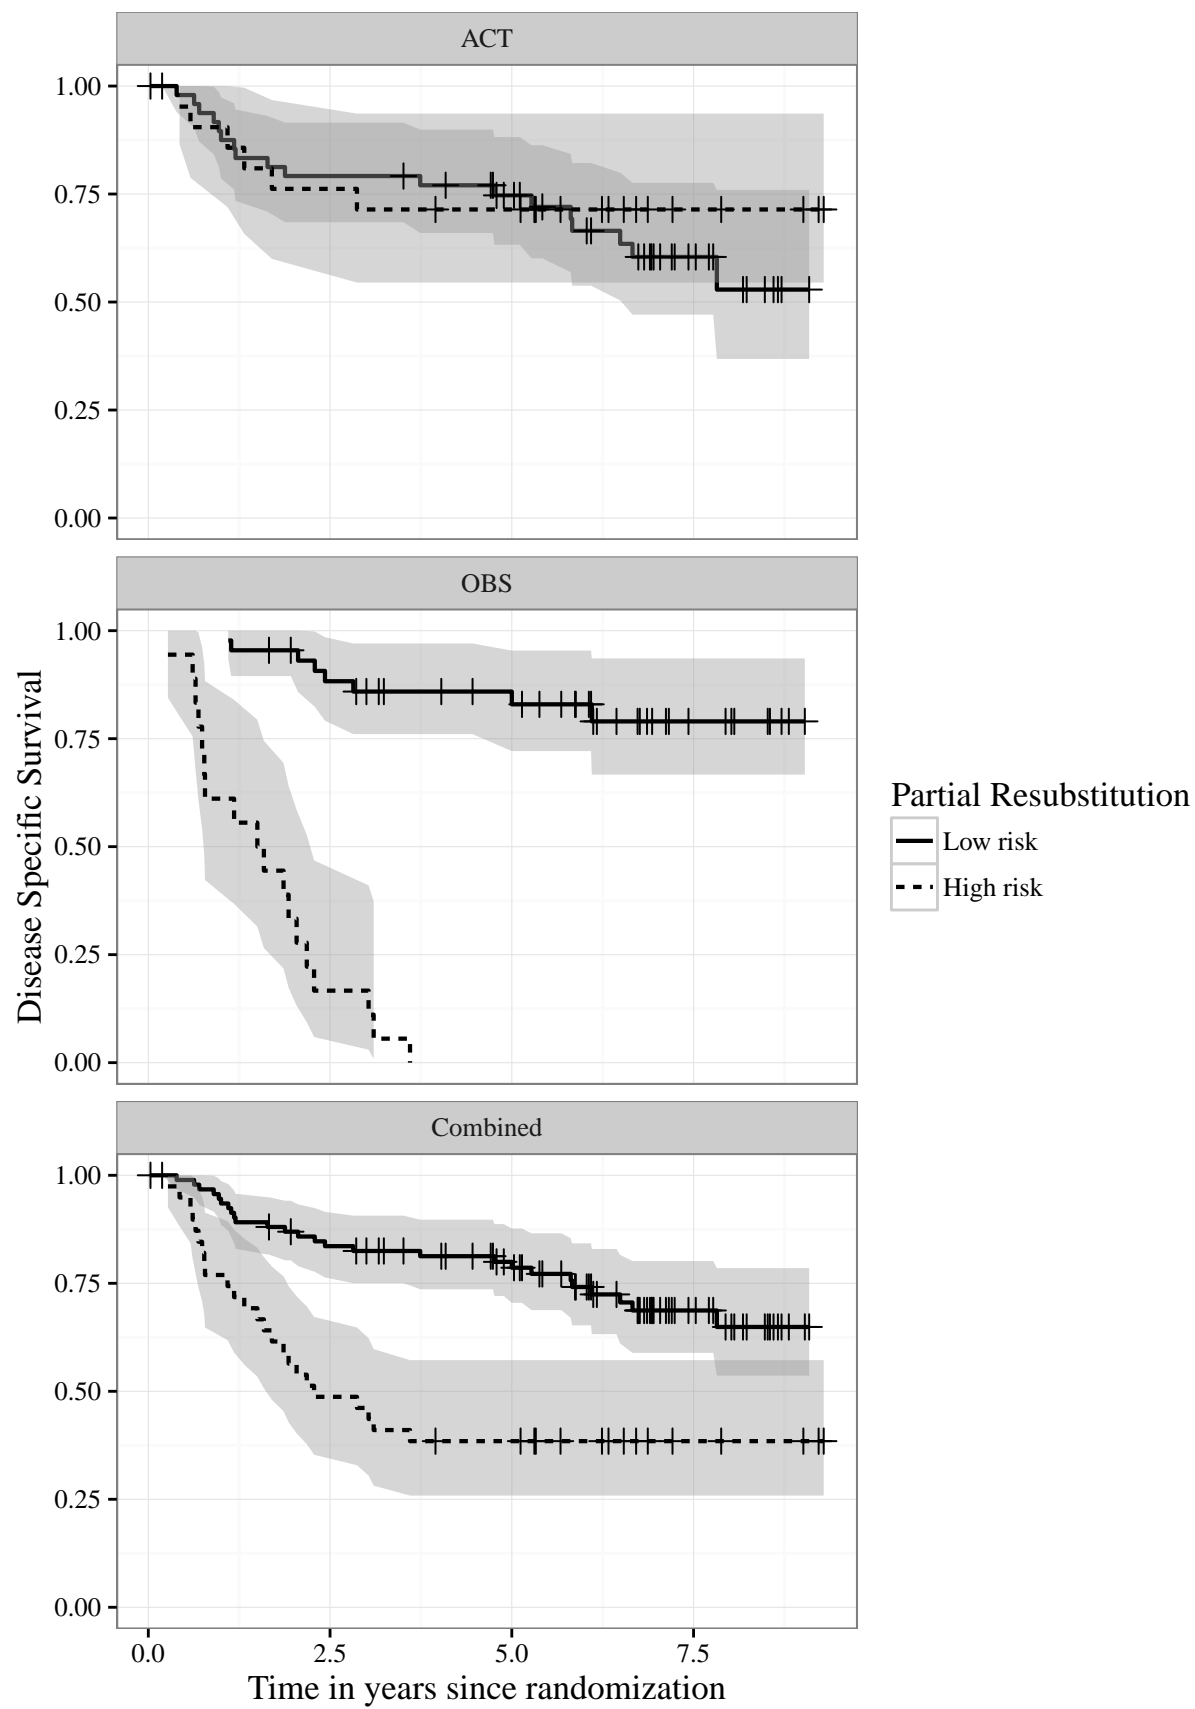 ACT
1.00
0.75
0.50
0.25
0.00
OBS
1.00
0.75
0.50
0.25
0.00
Combined
1.00
0.75
0.50
0.25
0.00
0.0 2.5 5.0 7.5
Time in years since randomization
Disease Specific Survival
Partial Resubstitution
Low risk
High risk